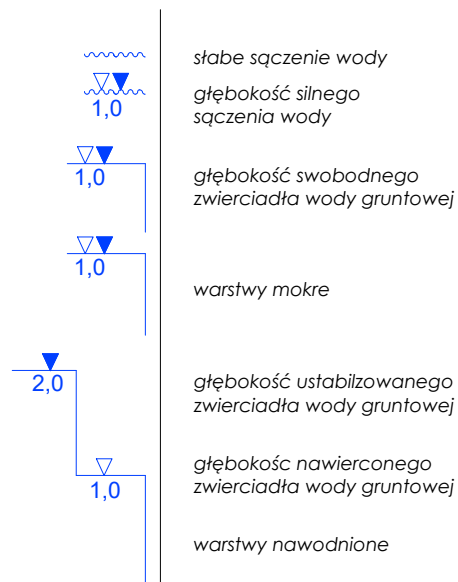 słabe sączenie wody
głębokość silnego
1,0
sączenia wody
głębokość swobodnego
1,0
zwierciadła wody gruntowej
1,0
warstwy mokre
2,0
głębokość ustabilzowanego
zwierciadła wody gruntowej
głębokośc nawierconego
1,0
zwierciadła wody gruntowej
warstwy nawodnione